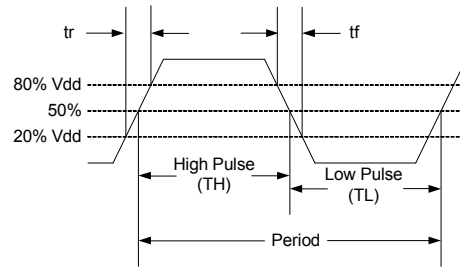 tr
tf
80% Vdd
50%
20% Vdd
High Pulse
(TH)
Low Pulse
(TL)
Period